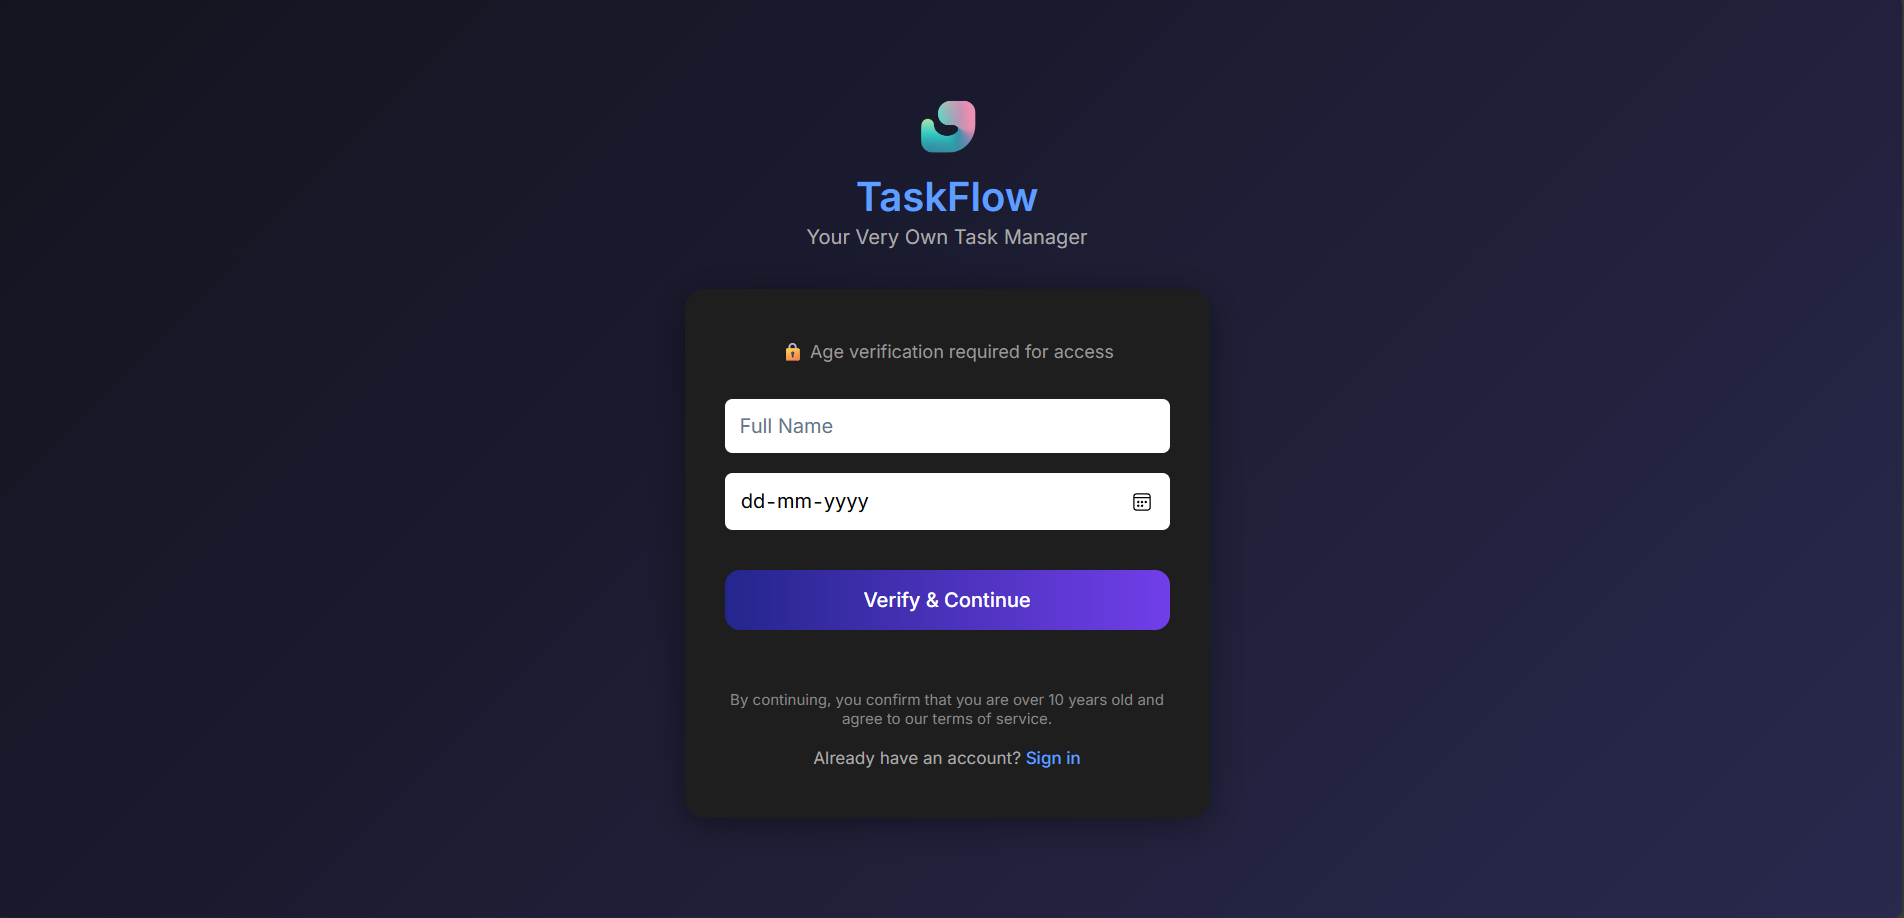 TaskFlow
Your Very Own Task Manager
🔒 Age verification required for access
Full Name
dd-mm-yyyy
Verify & Continue
By continuing, you confirm that you are over 10 years old and
agree to our terms of service.
Already have an account? Sign in